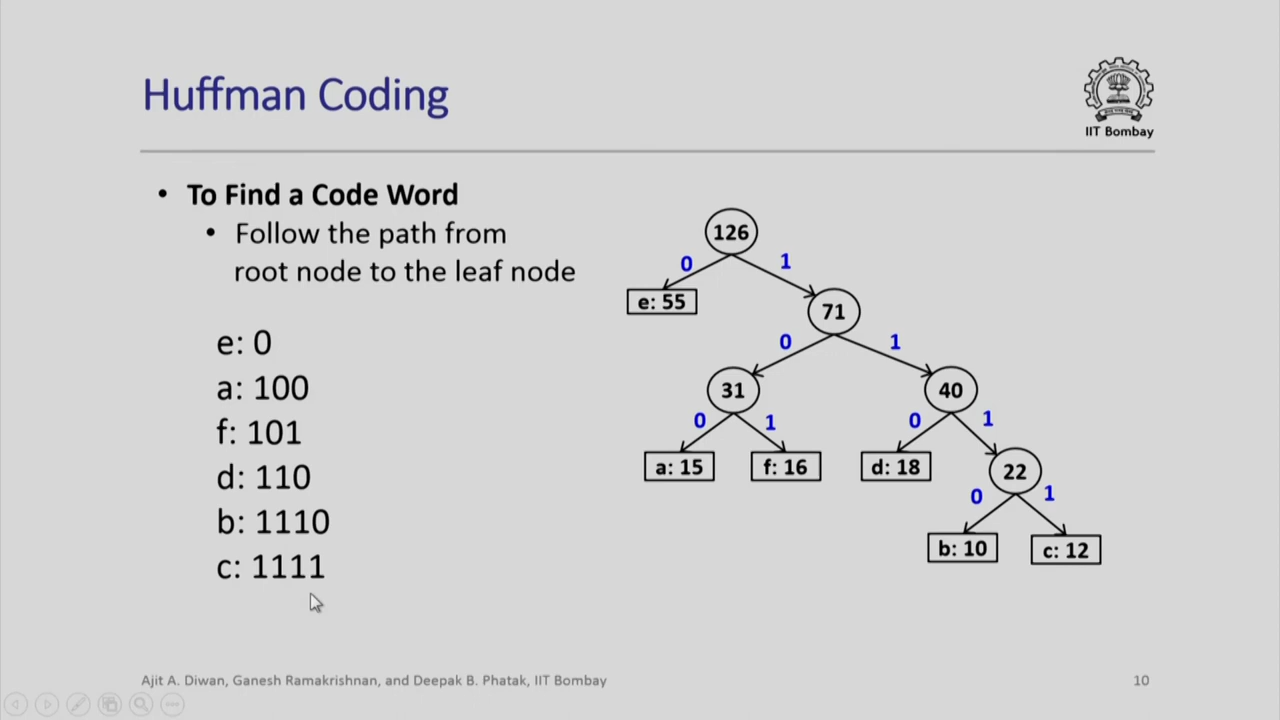 Huffman Coding
IIT Bombay
• To Find a Code Word
• Follow the path from
root node to the leaf node
e: 0
a: 100
f: 101
d: 110
b: 1110
c: 1111
126
0 1
e: 55
71
0 1
31 40
0 1 0 1
a: 15 f: 16 d: 18 22
0 1
b: 10 c: 12
Ajit A. Diwan, Ganesh Ramakrishnan, and Deepak B. Phatak, IIT Bombay 10